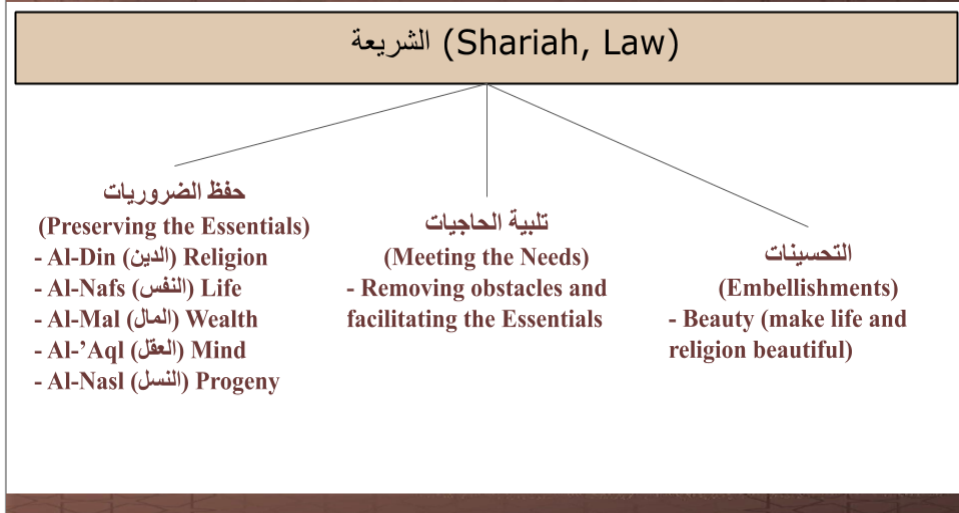 الشريعة (Shariah, Law)
حفظ الضروريات
(Preserving the Essentials)
- Al-Din (الدين) Religion
- Al-Nafs (النفس) Life
- Al-Mal (المال) Wealth
- Al-’Aql (العقل) Mind
- Al-Nasl (النسل) Progeny
تلبية الحاجيات
(Meeting the Needs)
- Removing obstacles and
facilitating the Essentials
التحسينات
(Embellishments)
- Beauty (make life and
religion beautiful)